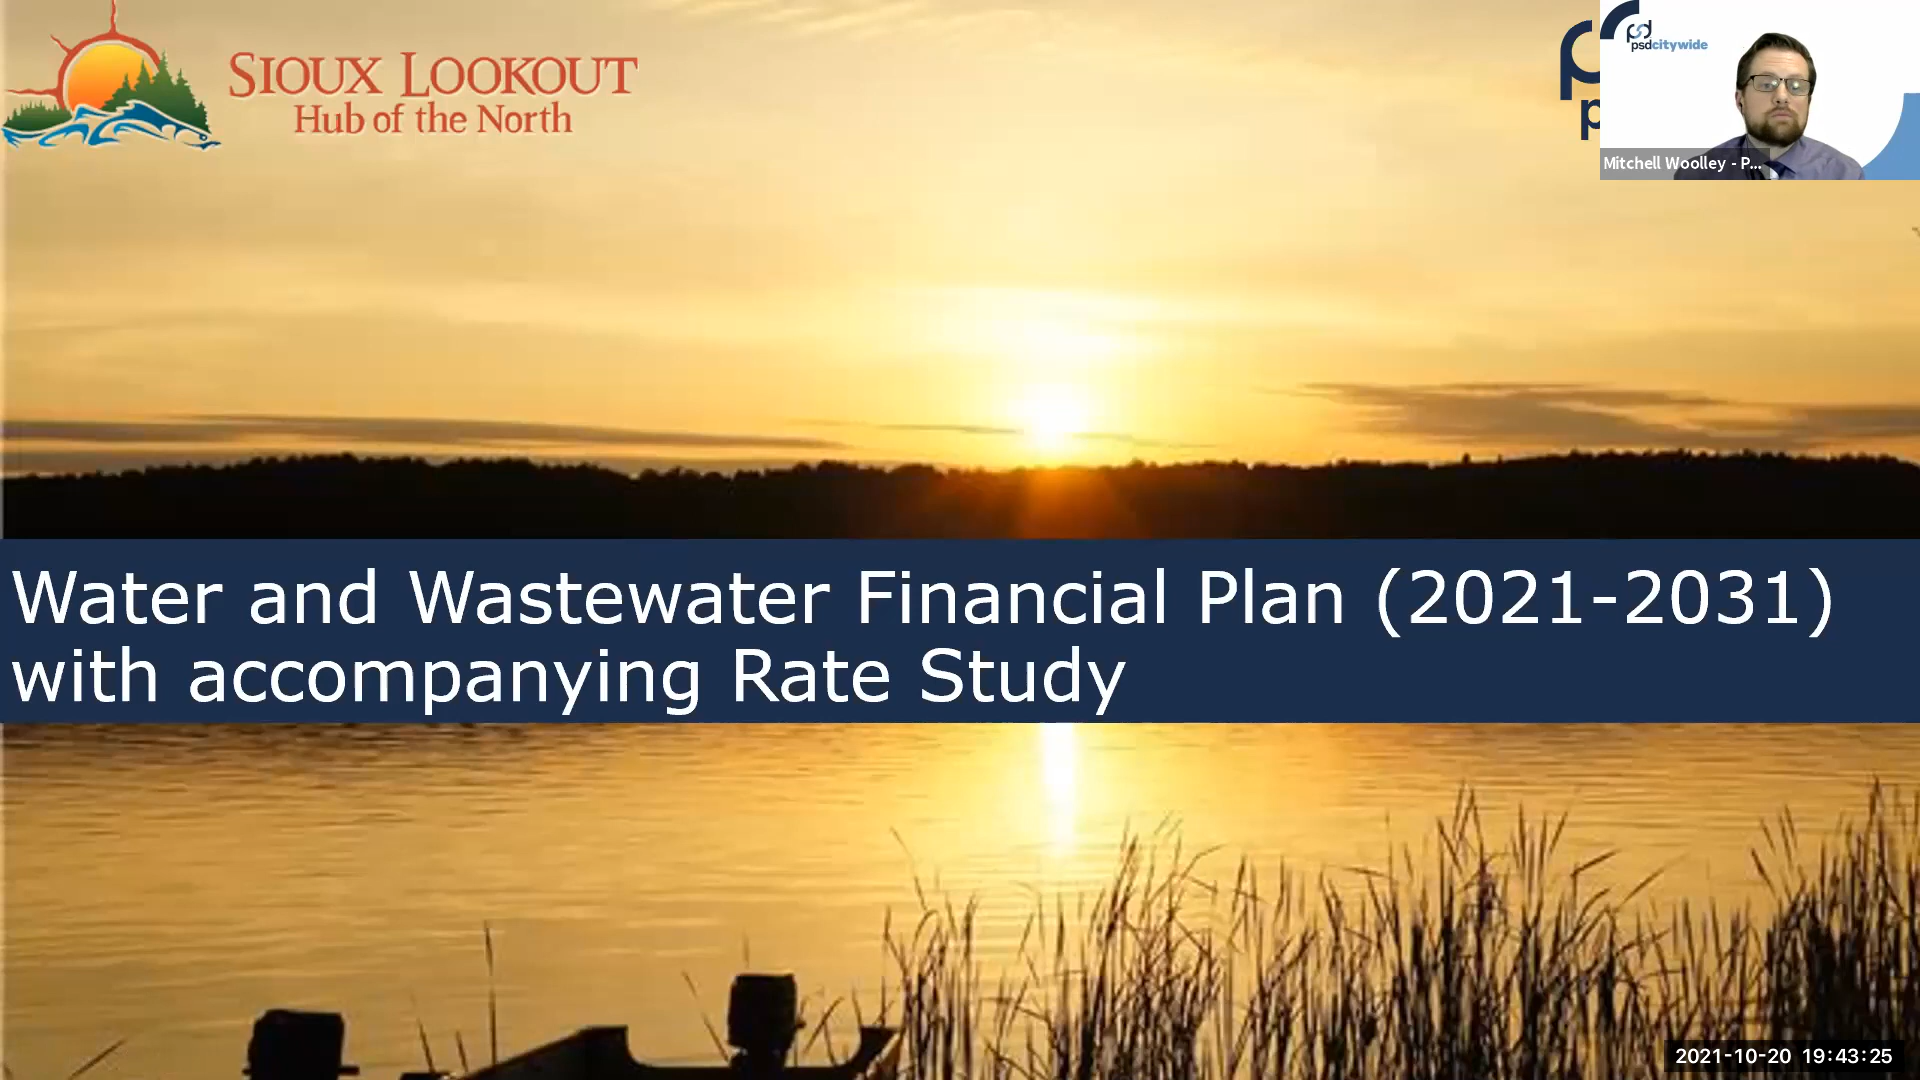 SIOUX LOOKOUT
Hub of the North
psdcitywide
Mitchell Woolley - P...
Water and Wastewater Financial Plan (2021-2031)
with accompanying Rate Study
2021-10-20 19:43:25